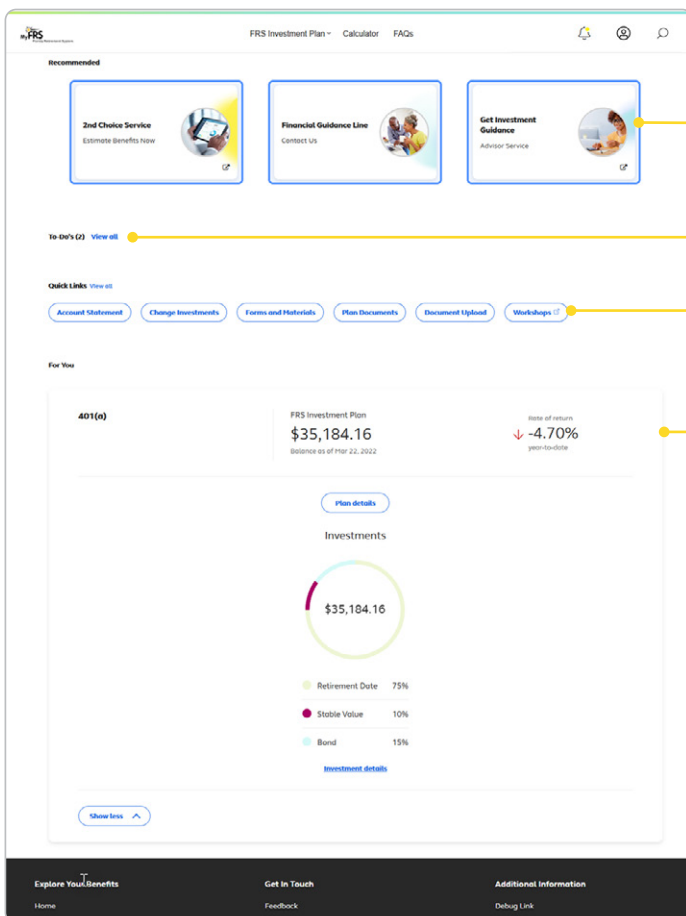 MyFRS
FRS Investment Plan
Calculator
FAQs
Recommended
2nd Choice Service
Estimate Benefits Now
Financial Guidance Line
Contact Us
Get Investment
Guidance
Advisor Service
To-Do's (2) View all
Quick Links View all
Account Statement
Change Investments
Forms and Materials
Plan Documents
Document Upload
Workshops
For You
401(a)
FRS Investment Plan
$35,184.16
Balance as of Mar 22, 2022
Rate of return
-4.70%
year-to-date
Plan details
Investments
$35,184.16
Retirement Date 75%
Stable Value 10%
Bond 15%
Investment details
Show less
Explore Your Benefits
Home
Get In Touch
Feedback
Additional Information
Debug Link